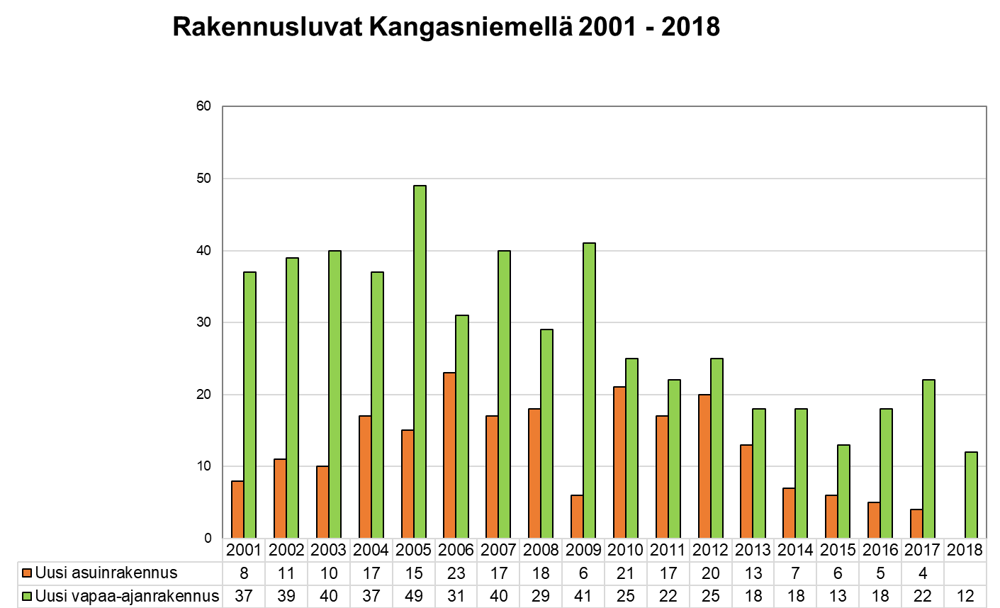 Rakennusluvat Kangasniemellä 2001 - 2018
60
50
40
30
20
10
0
2001 2002 2003 2004 2005 2006 2007 2008 2009 2010 2011 2012 2013 2014 2015 2016 2017 2018
Uusi asuinrakennus 8 11 10 17 15 23 17 18 6 21 17 20 13 7 6 5 4
Uusi vapaa-ajanrakennus 37 39 40 37 49 31 40 29 41 25 22 25 18 18 13 18 22 12